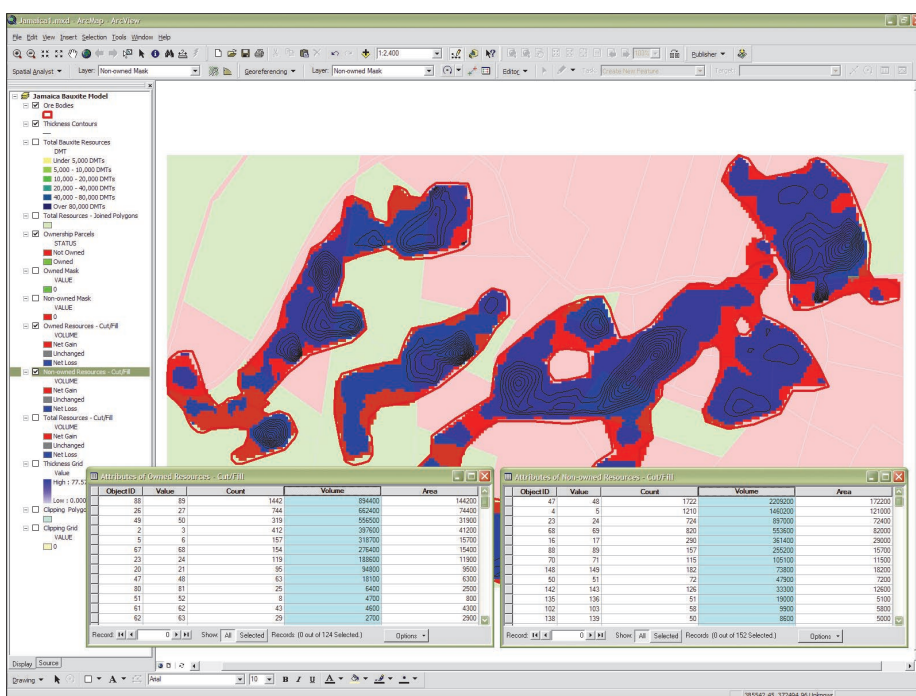 Jamaica1.mxd - ArcMap - ArcView
File Edit View Insert Selection Tools Window Help
1:2,400 Publisher
Spatial Analyst Layer: Non-owned Mask Georeferencing Layer: Non-owned Mask Editor Task: Create New Feature Target:
Jamaica Bauxite Model
Ore Bodies
Thickness Contours
Total Bauxite Resources
DMT
Under 5,000 DMTs
5,000 - 10,000 DMTs
10,000 - 20,000 DMTs
20,000 - 40,000 DMTs
40,000 - 80,000 DMTs
Over 80,000 DMTs
Total Resources - Joined Polygons
Ownership Parcels
STATUS
Not Owned
Owned
Owned Mask
VALUE
0
Non-owned Mask
VALUE
0
Owned Resources - Cut/Fill
VOLUME
Net Gain
Unchanged
Net Loss
Non-owned Resources - Cut/Fill
VOLUME
Net Gain
Unchanged
Net Loss
Total Resources - Cut/Fill
VOLUME
Net Gain
Unchanged
Net Loss
Thickness Grid
Value
High : 77.5
Low : 0.000
Clipping Polygo
Clipping Grid
VALUE
0
Attributes of Owned Resources - Cut/Fill
Object ID Value Count Volume Area
88 89 1442 894400 144200
26 27 744 662400 74400
49 50 319 556500 31900
2 3 412 397600 41200
5 6 157 318700 15700
67 68 154 276400 15400
23 24 119 188600 11900
20 21 95 94800 9500
47 48 63 18100 6300
80 81 25 6400 2500
51 52 8 4700 800
61 62 43 4600 4300
62 63 29 2700 2900
Record: 0 Show: All Selected Records (0 out of 124 Selected.) Options
Attributes of Non-owned Resources - Cut/Fill
Object ID Value Count Volume Area
47 48 1722 2209200 172200
4 5 1210 1460200 121000
23 24 724 897000 72400
68 69 820 553600 82000
16 17 290 361400 29000
88 89 157 255200 15700
70 71 115 105100 11500
148 149 182 73800 18200
50 51 72 47900 7200
142 143 126 33300 12600
135 136 51 19000 5100
102 103 58 9900 5800
138 139 50 8600 5000
Record: 0 Show: All Selected Records (0 out of 152 Selected.) Options
Display Source
Drawing A Arial 10 B I U A